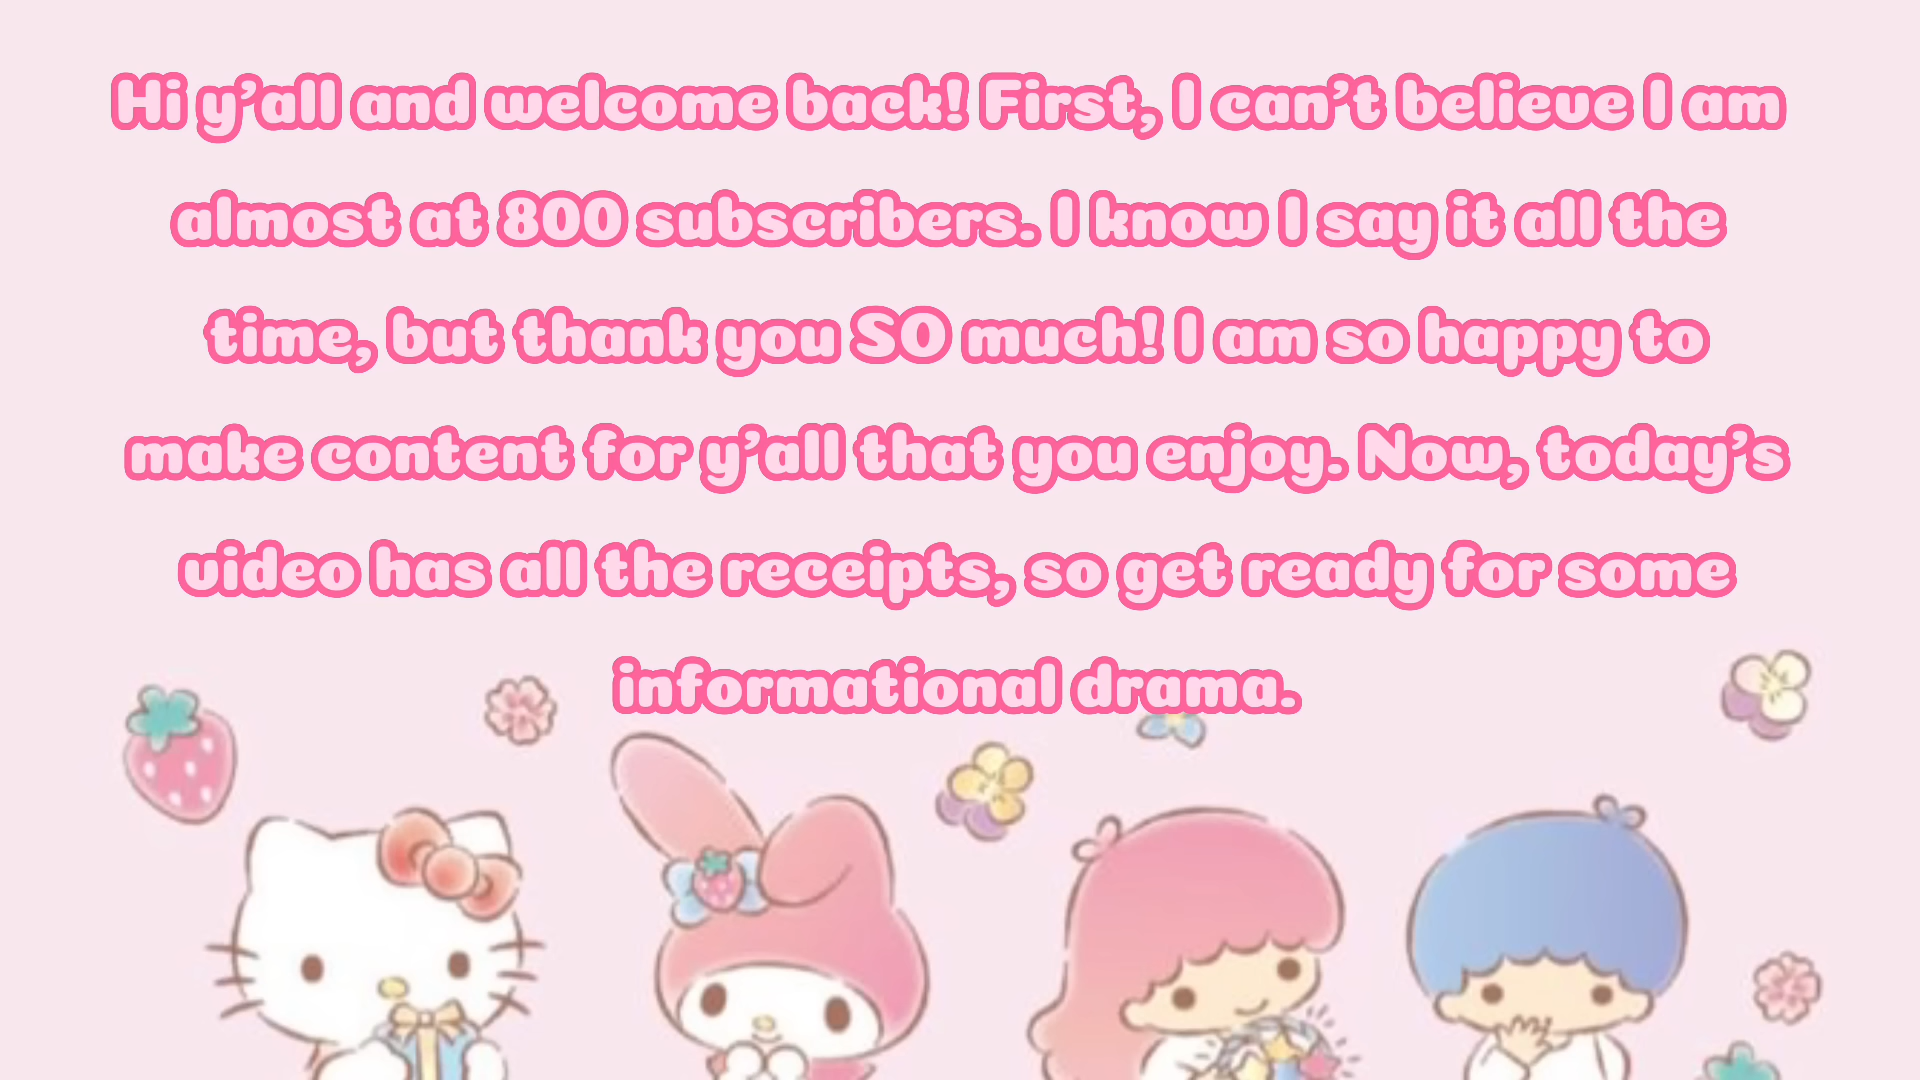 Hi y’all and welcome back! First, I can’t believe I am
almost at 800 subscribers. I know I say it all the
time, but thank you SO much! I am so happy to
make content for y’all that you enjoy. Now, today’s
video has all the receipts, so get ready for some
informational drama.